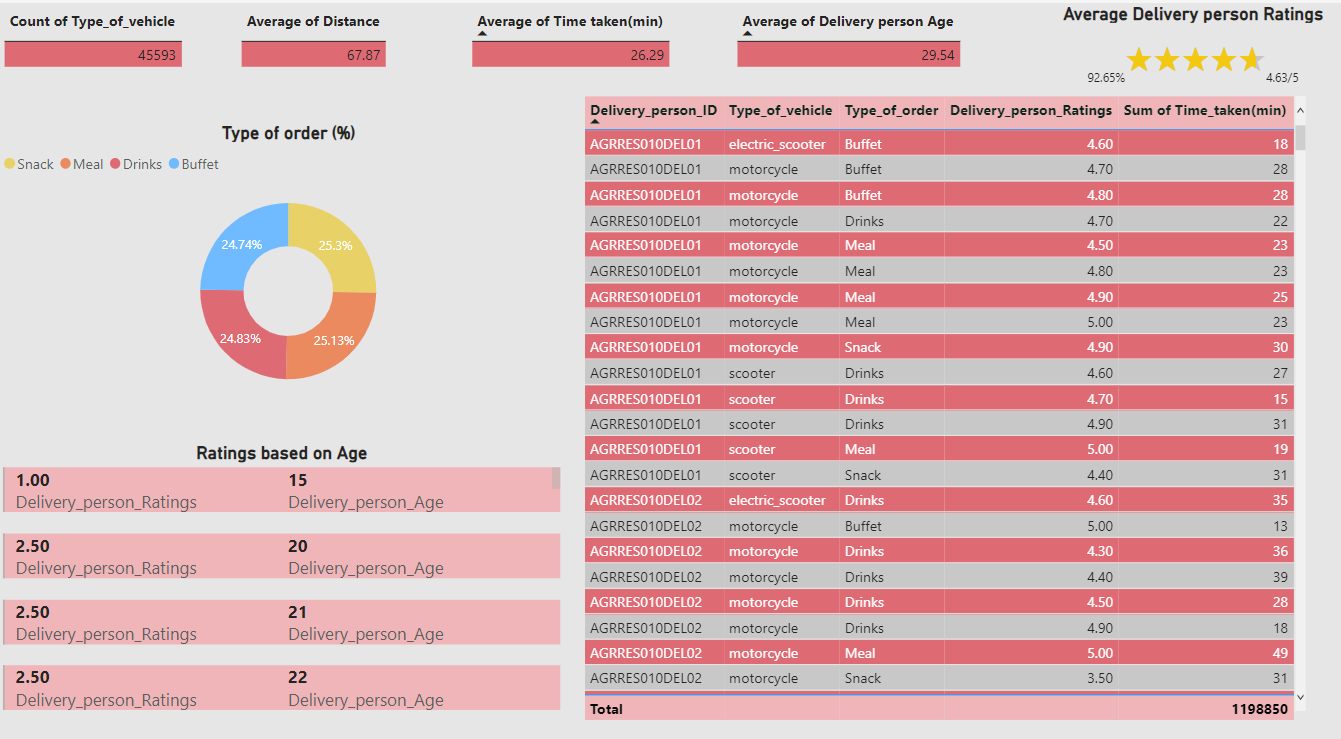 Count of Type_of_vehicle
45593
Average of Distance
67.87
Average of Time taken(min)
26.29
Average of Delivery person Age
29.54
Average Delivery person Ratings
92.65%
4.63/5
Type of order (%)
Snack Meal Drinks Buffet
24.74% 25.3%
24.83% 25.13%
Ratings based on Age
1.00 15
Delivery_person_Ratings Delivery_person_Age
2.50 20
Delivery_person_Ratings Delivery_person_Age
2.50 21
Delivery_person_Ratings Delivery_person_Age
2.50 22
Delivery_person_Ratings Delivery_person_Age
Delivery_person_ID Type_of_vehicle Type_of_order Delivery_person_Ratings Sum of Time_taken(min)
AGRRES010DEL01 electric_scooter Buffet 4.60 18
AGRRES010DEL01 motorcycle Buffet 4.70 28
AGRRES010DEL01 motorcycle Buffet 4.80 28
AGRRES010DEL01 motorcycle Drinks 4.70 22
AGRRES010DEL01 motorcycle Meal 4.50 23
AGRRES010DEL01 motorcycle Meal 4.80 23
AGRRES010DEL01 motorcycle Meal 4.90 25
AGRRES010DEL01 motorcycle Meal 5.00 23
AGRRES010DEL01 motorcycle Snack 4.90 30
AGRRES010DEL01 scooter Drinks 4.60 27
AGRRES010DEL01 scooter Drinks 4.70 15
AGRRES010DEL01 scooter Drinks 4.90 31
AGRRES010DEL01 scooter Meal 5.00 19
AGRRES010DEL01 scooter Snack 4.40 31
AGRRES010DEL02 electric_scooter Drinks 4.60 35
AGRRES010DEL02 motorcycle Buffet 5.00 13
AGRRES010DEL02 motorcycle Drinks 4.30 36
AGRRES010DEL02 motorcycle Drinks 4.40 39
AGRRES010DEL02 motorcycle Drinks 4.50 28
AGRRES010DEL02 motorcycle Drinks 4.90 18
AGRRES010DEL02 motorcycle Meal 5.00 49
AGRRES010DEL02 motorcycle Snack 3.50 31
Total 1198850